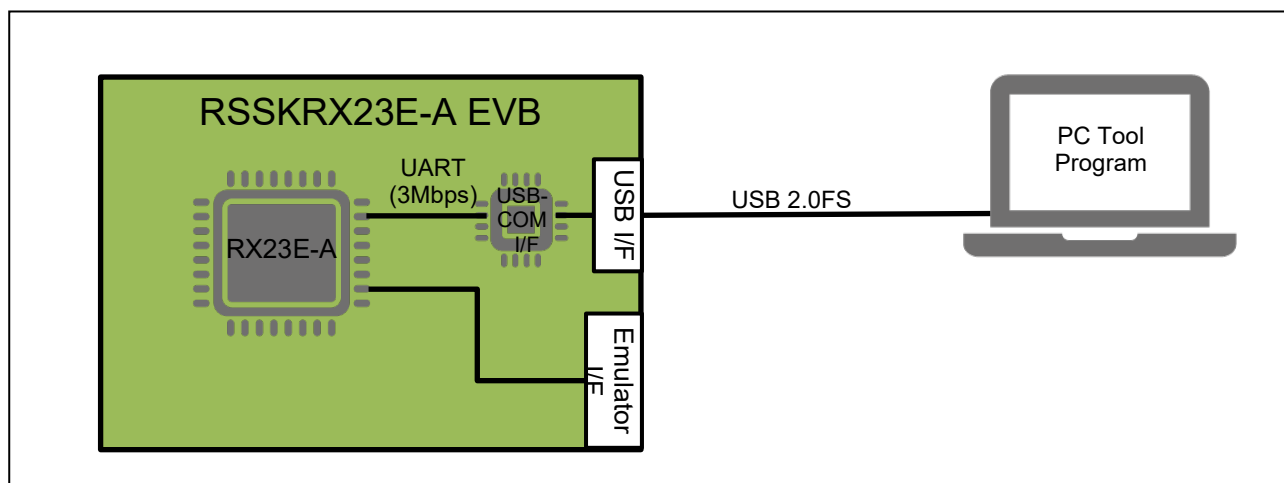 RSSKRX23E-A EVB
UART
(3Mbps)
RX23E-A
USB-
COM
I/F
USB I/F
Emulator
I/F
USB 2.0FS
PC Tool
Program